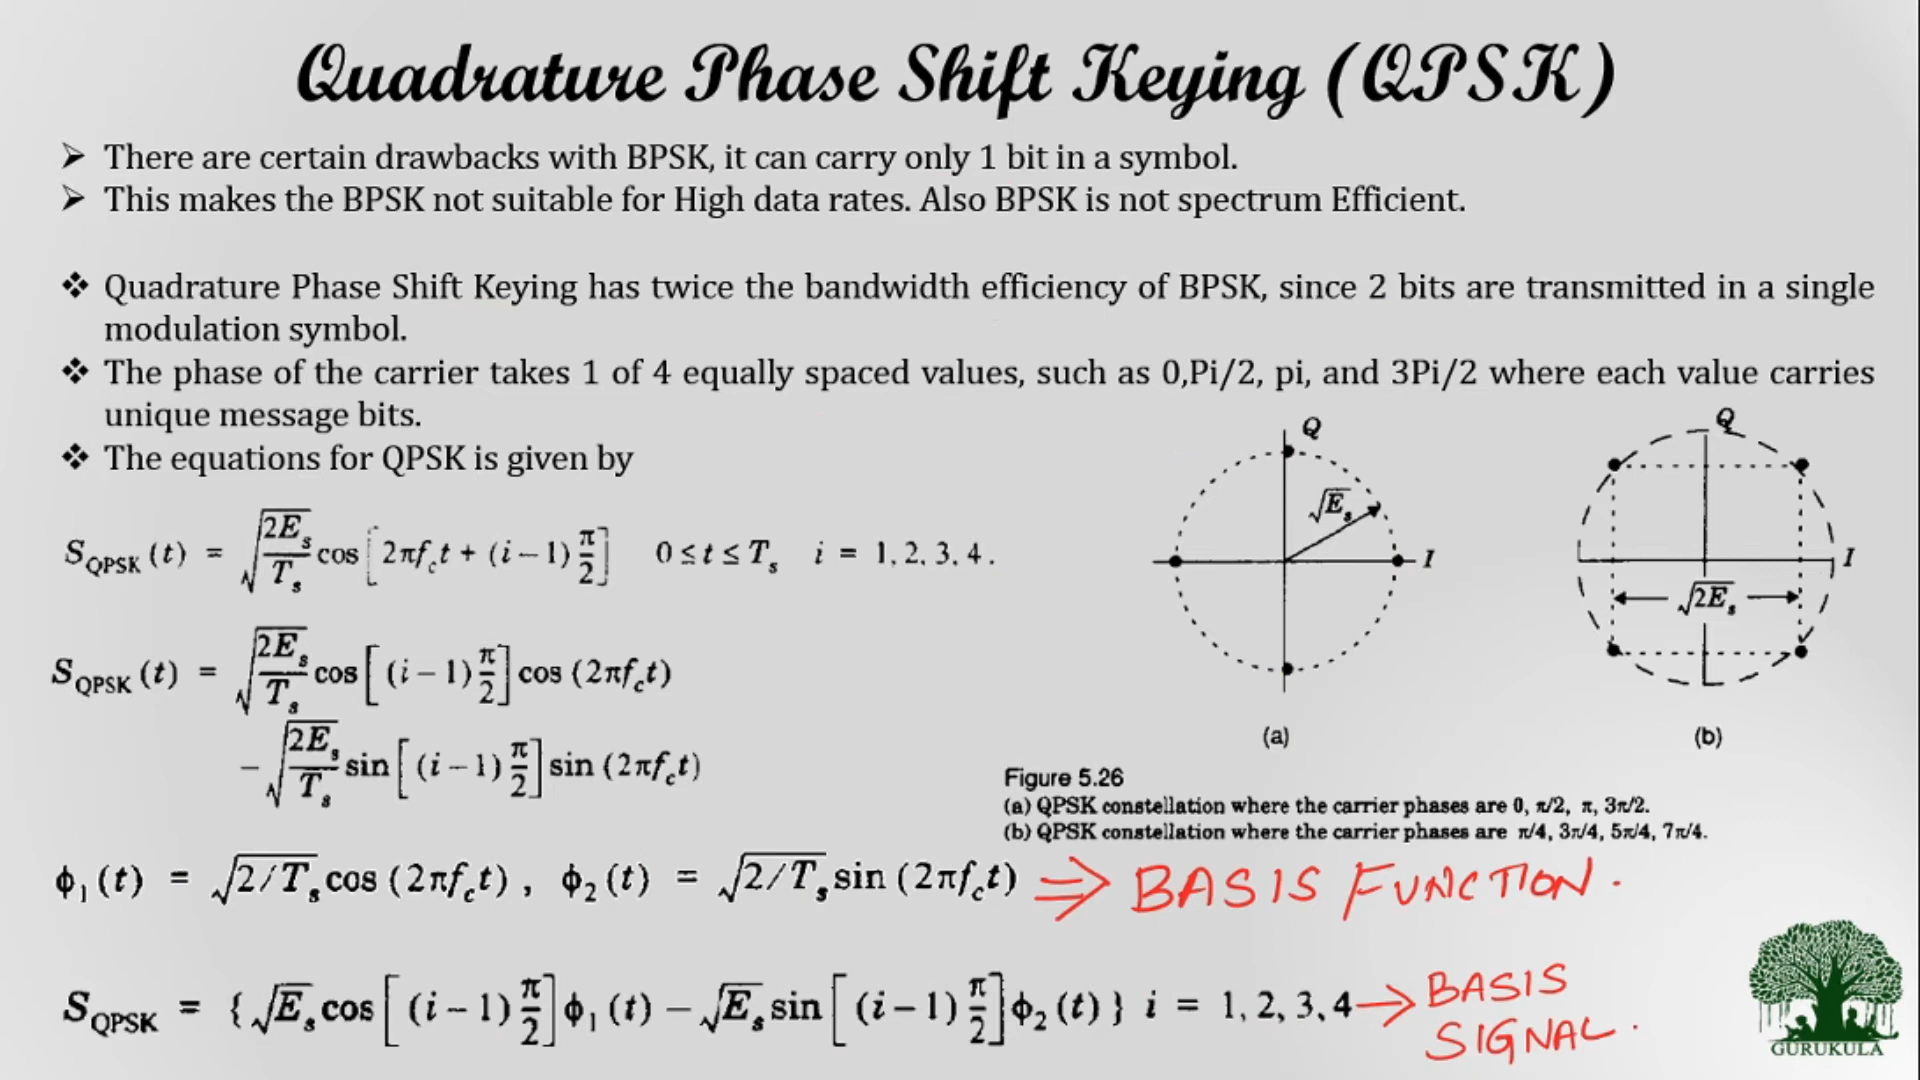 Quadrature Phase Shift Keying (QPSK)
➢ There are certain drawbacks with BPSK, it can carry only 1 bit in a symbol.
➢ This makes the BPSK not suitable for High data rates. Also BPSK is not spectrum Efficient.
❖ Quadrature Phase Shift Keying has twice the bandwidth efficiency of BPSK, since 2 bits are transmitted in a single
modulation symbol.
❖ The phase of the carrier takes 1 of 4 equally spaced values, such as 0,Pi/2, pi, and 3Pi/2 where each value carries
unique message bits.
❖ The equations for QPSK is given by
S_QPSK (t) = √(2E_s/T_s) cos [2πf_c t + (i − 1) π/2] 0 ≤ t ≤ T_s i = 1, 2, 3, 4 .
S_QPSK (t) = √(2E_s/T_s) cos [(i − 1) π/2] cos (2πf_c t)
− √(2E_s/T_s) sin [(i − 1) π/2] sin (2πf_c t)
Q
√E_s
I
(a)
Q
I
√2E_s
(b)
Figure 5.26
(a) QPSK constellation where the carrier phases are 0, π/2, π, 3π/2.
(b) QPSK constellation where the carrier phases are π/4, 3π/4, 5π/4, 7π/4.
ϕ_1 (t) = √(2/T_s) cos (2πf_c t) , ϕ_2 (t) = √(2/T_s) sin (2πf_c t) ⇒ BASIS FUNCTION .
S_QPSK = { √E_s cos [(i − 1) π/2] ϕ_1 (t) − √E_s sin [(i − 1) π/2] ϕ_2 (t) } i = 1, 2, 3, 4 → BASIS
SIGNAL .
GURUKULA